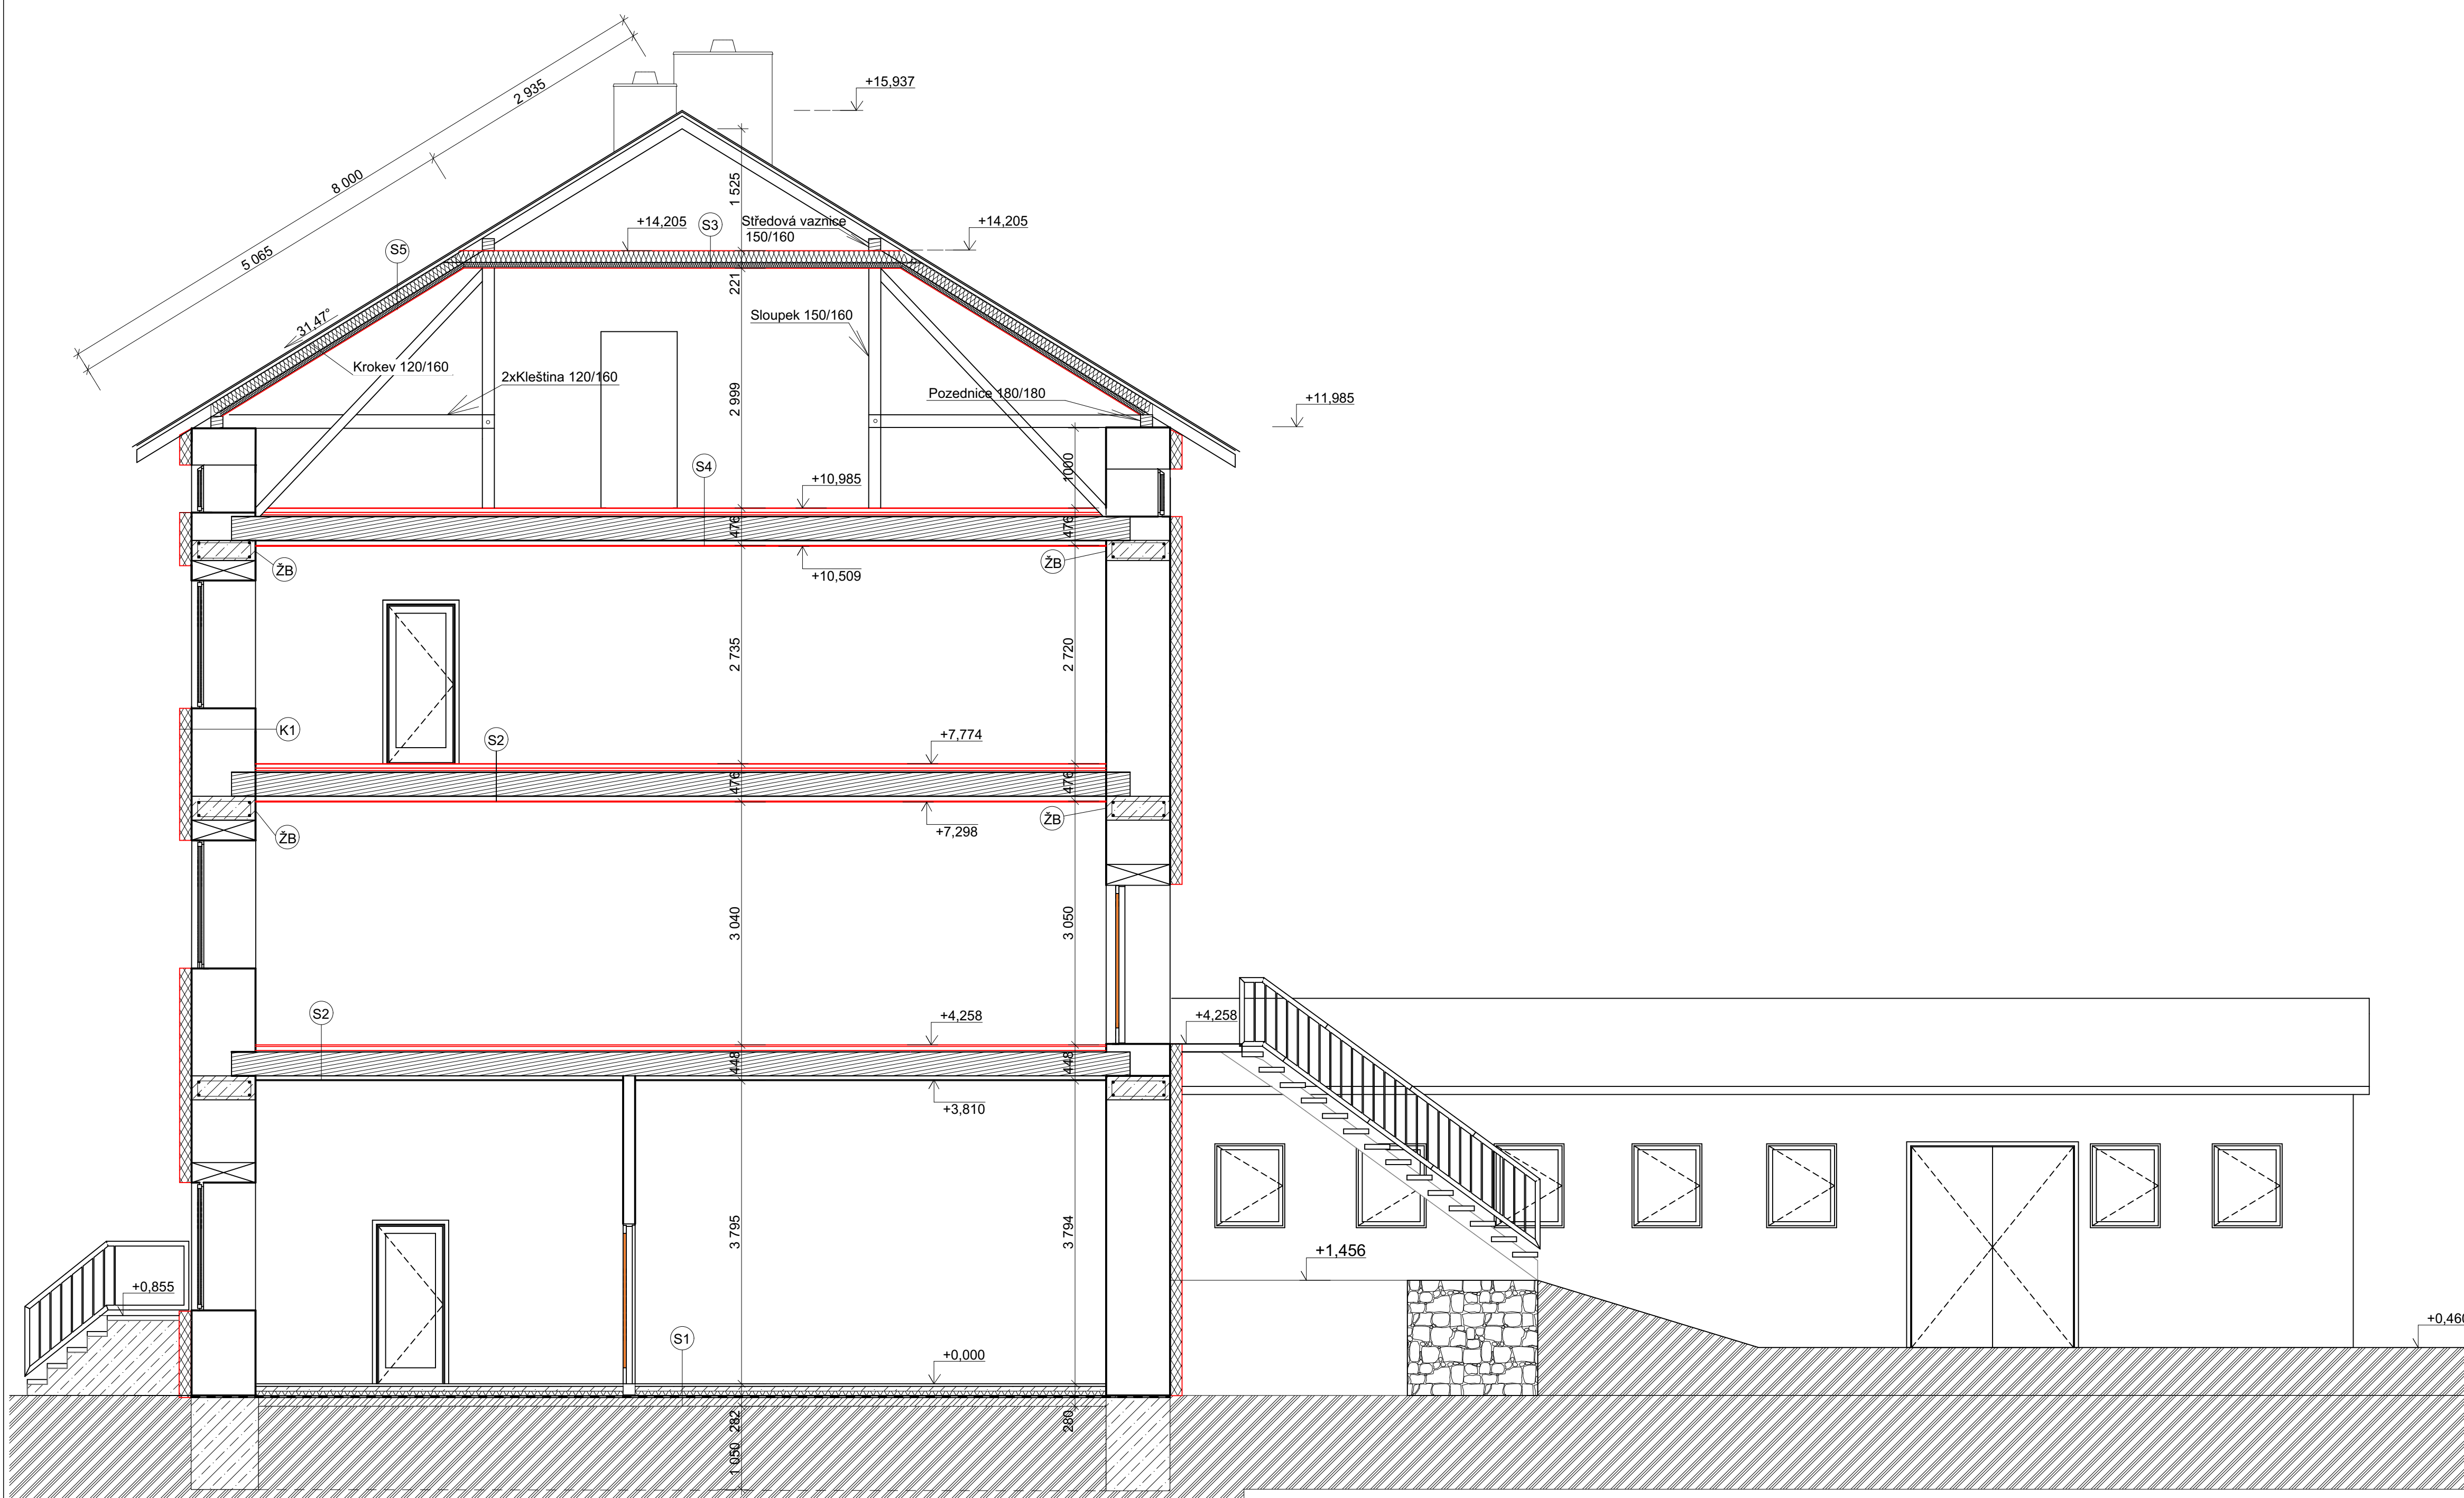 +15,937
2 935
8 000
5 065
1 525
+14,205
S3
Středová vaznice
150/160
+14,205
S5
221
31,47°
Sloupek 150/160
Krokev 120/160
2xKleština 120/160
2 999
Pozednice 180/180
+11,985
S4
1000
+10,985
476
476
ŽB
ŽB
+10,509
2 735
2 720
K1
S2
+7,774
476
476
ŽB
ŽB
+7,298
3 040
3 050
S2
+4,258
+4,258
448
448
+3,810
3 795
3 794
+1,456
+0,855
S1
+0,000
+0,460
282
280
1 050